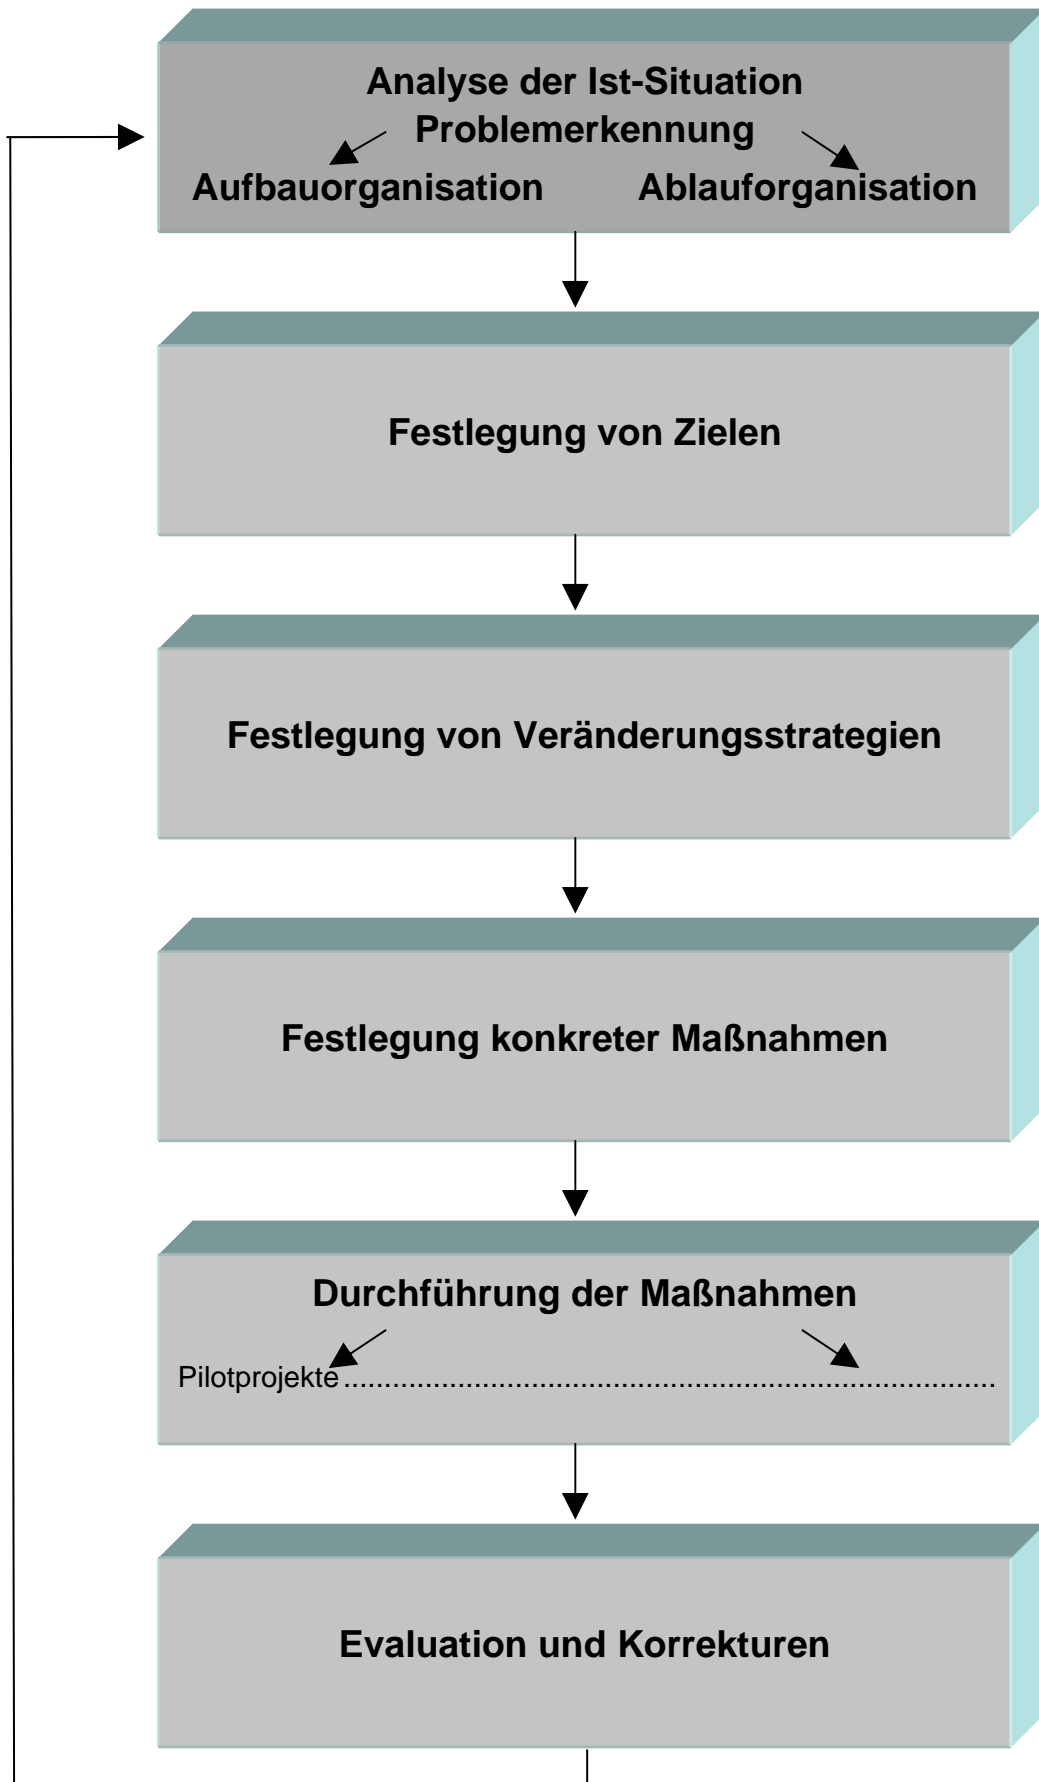 Analyse der Ist-Situation
Problemerkennung
Aufbauorganisation Ablauforganisation
Festlegung von Zielen
Festlegung von Veränderungsstrategien
Festlegung konkreter Maßnahmen
Durchführung der Maßnahmen
Pilotprojekte................................................................................
Evaluation und Korrekturen